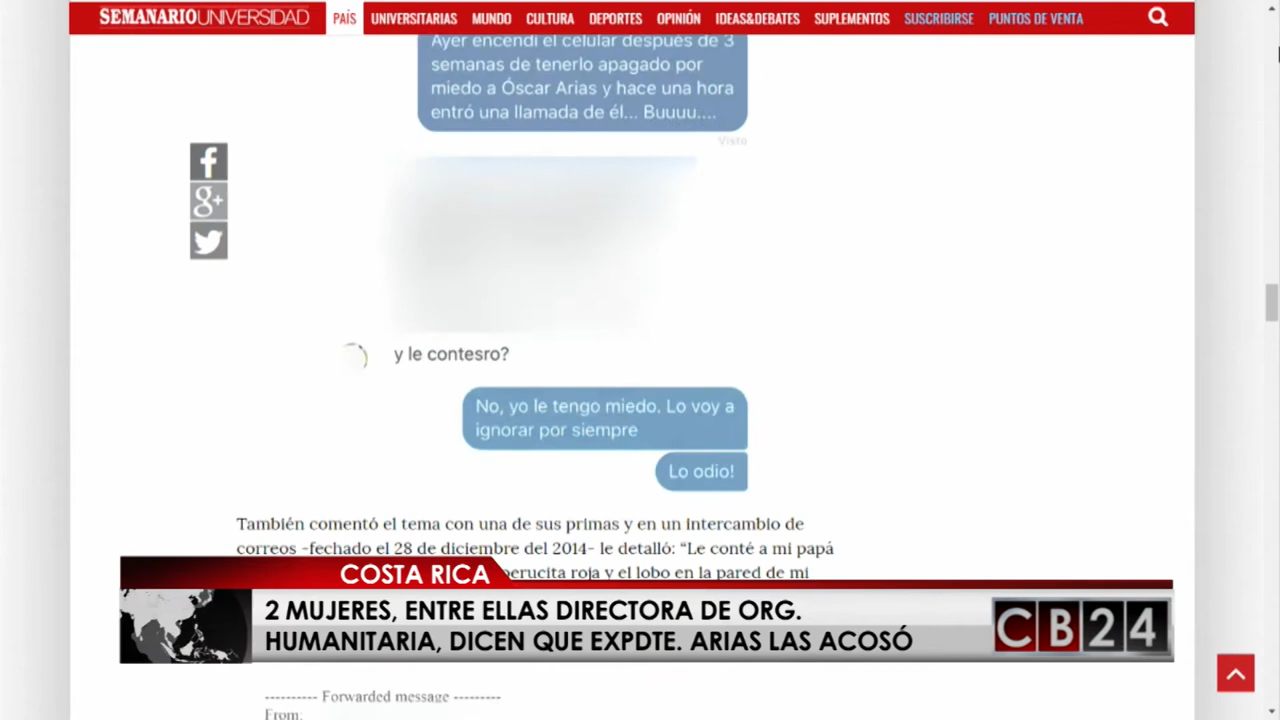 SEMANARIOUNIVERSIDAD
PAÍS UNIVERSITARIAS MUNDO CULTURA DEPORTES OPINIÓN IDEAS&DEBATES SUPLEMENTOS SUSCRIBIRSE PUNTOS DE VENTA
Ayer encendí el celular después de 3
semanas de tenerlo apagado por
miedo a Óscar Arias y hace una hora
entró una llamada de él... Buuuu....
Visto
y le contesro?
No, yo le tengo miedo. Lo voy a
ignorar por siempre
Lo odio!
También comentó el tema con una de sus primas y en un intercambio de
correos -fechado el 28 de diciembre del 2014- le detalló: “Le conté a mi papá
perucita roja y el lobo en la pared de mi
COSTA RICA
2 MUJERES, ENTRE ELLAS DIRECTORA DE ORG.
HUMANITARIA, DICEN QUE EXPDTE. ARIAS LAS ACOSÓ
CB24
---------- Forwarded message ----------
From: